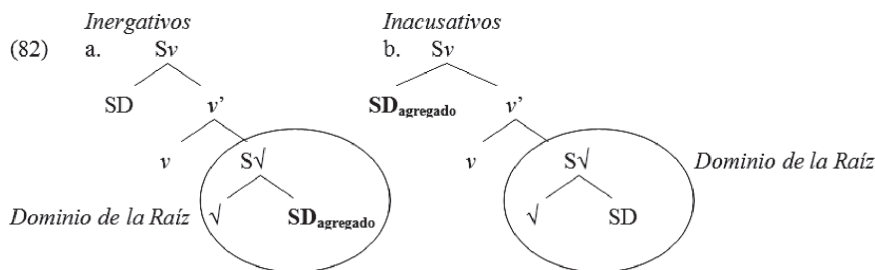 Inergativos Inacusativos
(82) a. Sv b. Sv
SD v’ SDagregado v’
v S√ v S√ Dominio de la Raíz
Dominio de la Raíz √ SDagregado √ SD